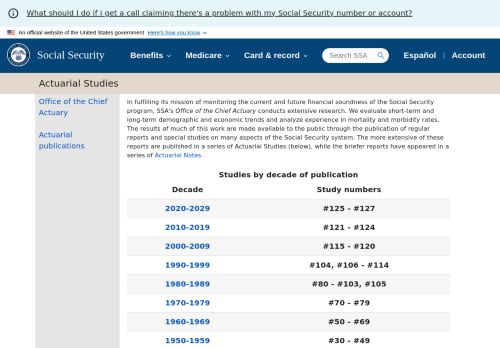 What should I do if I get a call claiming there's a problem with my Social Security number or account?
An official website of the United States government Here's how you know
Social Security Benefits Medicare Card & record Search SSA Español Account
Actuarial Studies
Office of the Chief
Actuary
Actuarial
publications
In fulfilling its mission of monitoring the current and future financial soundness of the Social Security
program, SSA's Office of the Chief Actuary conducts extensive research. We evaluate short-term and
long-term demographic and economic trends and analyze experience in mortality and morbidity rates.
The results of much of this work are made available to the public through the publication of regular
reports and special studies on many aspects of the Social Security system. The more extensive of these
reports are published in a series of Actuarial Studies (below), while the briefer reports have appeared in a
series of Actuarial Notes.
Studies by decade of publication
Decade Study numbers
2020-2029 #125 - #127
2010-2019 #121 - #124
2000-2009 #115 - #120
1990-1999 #104, #106 - #114
1980-1989 #80 - #103, #105
1970-1979 #70 - #79
1960-1969 #50 - #69
1950-1959 #30 - #49